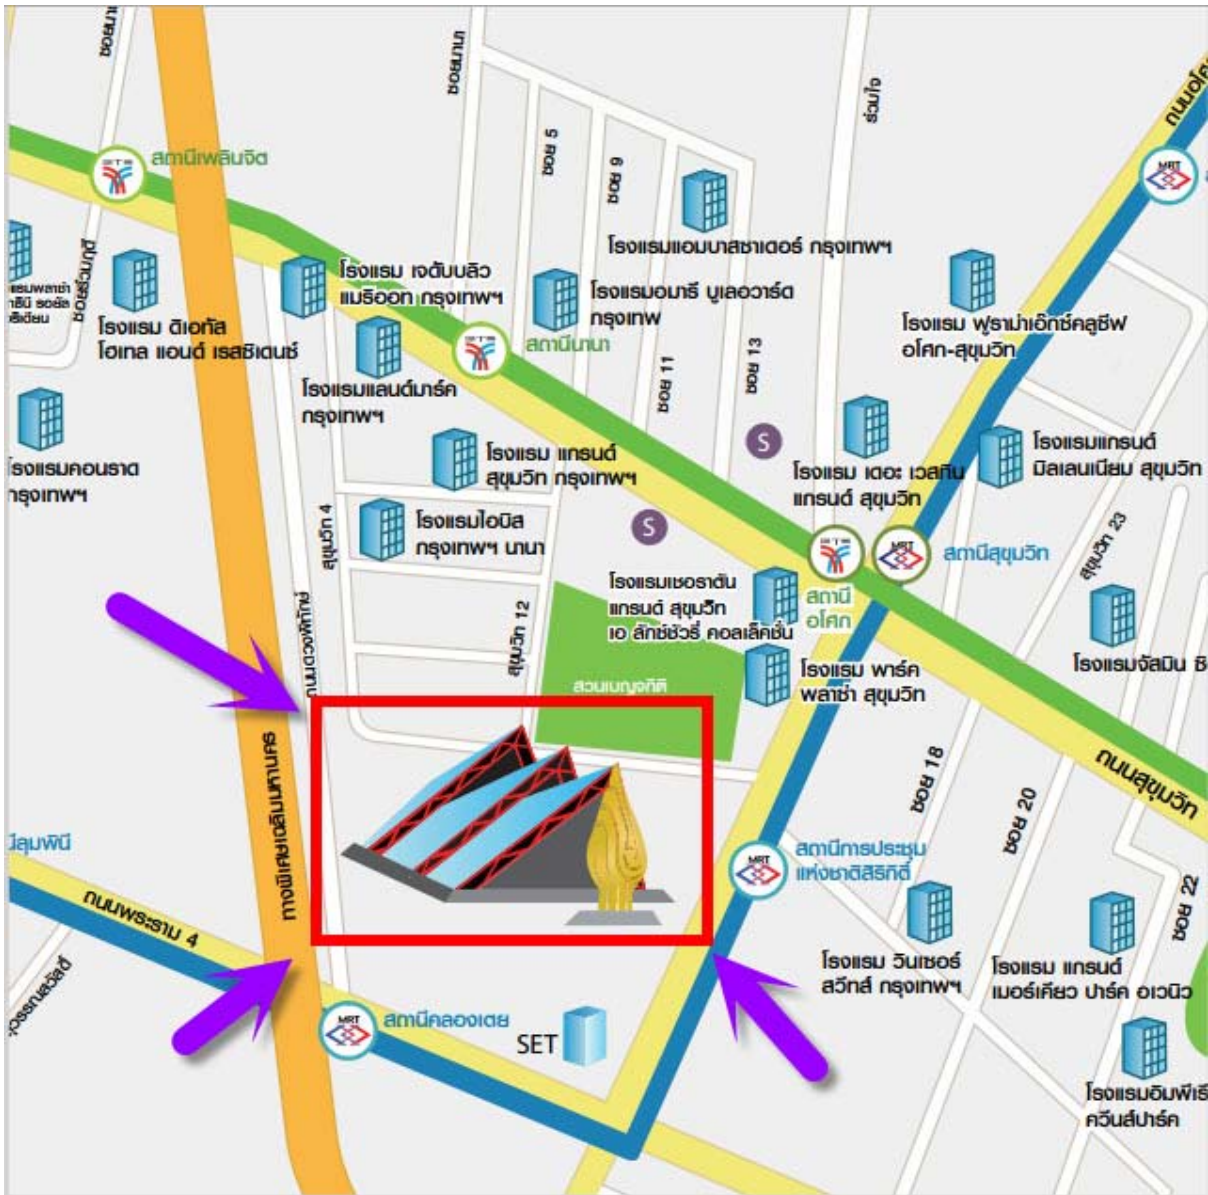 ซอยนานา
ร่วมใจ
BTS
สถานีเพลินจิต
ซอย 5
ซอย 9
MRT
โรงแรมแอมบาสซาเดอร์ กรุงเทพฯ
ซอยร่วมฤดี
โรงแรม เจดับบลิว
แมริออท กรุงเทพฯ
โรงแรมอมารี บูเลอวาร์ด
กรุงเทพ
โรงแรม ดิเอทัส
โฮเทล แอนด์ เรสซิเดนซ์
โรงแรม ฟูราม่าเอ็กซ์คลูซีฟ
อโศก-สุขุมวิท
BTS
สถานีนานา
ซอย 11
ซอย 13
โรงแรมแลนด์มาร์ค
กรุงเทพฯ
โรงแรมคอนราด
กรุงเทพฯ
โรงแรม แกรนด์
สุขุมวิท กรุงเทพฯ
S
โรงแรม เดอะ เวสทิน
แกรนด์ สุขุมวิท
โรงแรมแกรนด์
มิลเลนเนียม สุขุมวิท
โรงแรมไอบิส
กรุงเทพฯ นานา
สุขุมวิท 4
S
BTS
MRT
สถานีสุขุมวิท
สุขุมวิท 23
โรงแรมเชอราตัน
แกรนด์ สุขุมวิท
เอ ลักซ์ชัวรี่ คอลเล็คชั่น
สถานี
อโศก
ถนนดวงพิทักษ์
สุขุมวิท 12
สวนเบญจกิติ
โรงแรม พาร์ค
พลาซ่า สุขุมวิท
โรงแรมจัสมิน ซิ
ทางพิเศษเฉลิมมหานคร
ซอย 18
ซอย 20
ถนนสุขุมวิท
MRT
สถานีการประชุม
แห่งชาติสิริกิติ์
ซอย 22
ถนนพระราม 4
โรงแรม วินเซอร์
สวีทส์ กรุงเทพฯ
โรงแรม แกรนด์
เมอร์เคียว ปาร์ค อเวนิว
MRT
สถานีคลองเตย
SET
โรงแรมอิมพีเรี
ควีนส์ปาร์ค